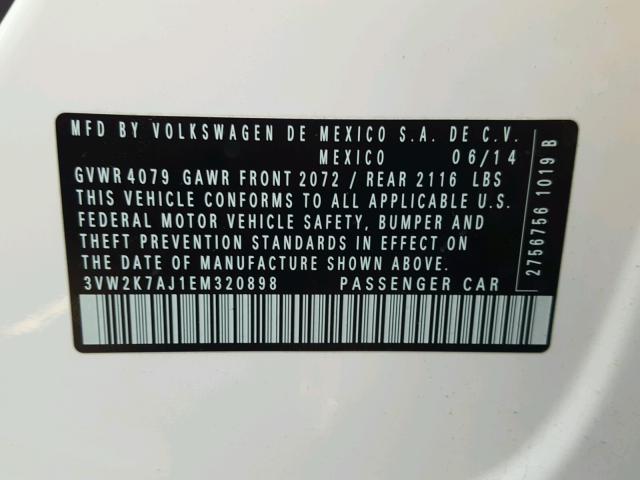 MFD BY VOLKSWAGEN DE MEXICO S.A. DE C.V.
MEXICO 06/14
GVWR 4079 GAWR FRONT 2072 / REAR 2116 LBS
THIS VEHICLE CONFORMS TO ALL APPLICABLE U.S.
FEDERAL MOTOR VEHICLE SAFETY, BUMPER AND
THEFT PREVENTION STANDARDS IN EFFECT ON
THE DATE OF MANUFACTURE SHOWN ABOVE.
3VW2K7AJ1EM320898 PASSENGER CAR
2756756 1019 B